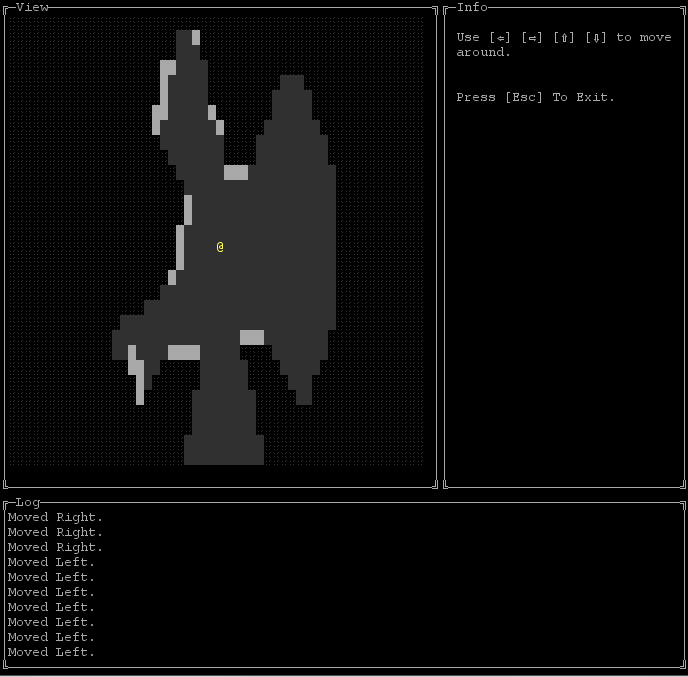 View
Info
Use [⇦] [⇨] [⇧] [⇩] to move
around.
Press [Esc] To Exit.
@
Log
Moved Right.
Moved Right.
Moved Right.
Moved Left.
Moved Left.
Moved Left.
Moved Left.
Moved Left.
Moved Left.
Moved Left.